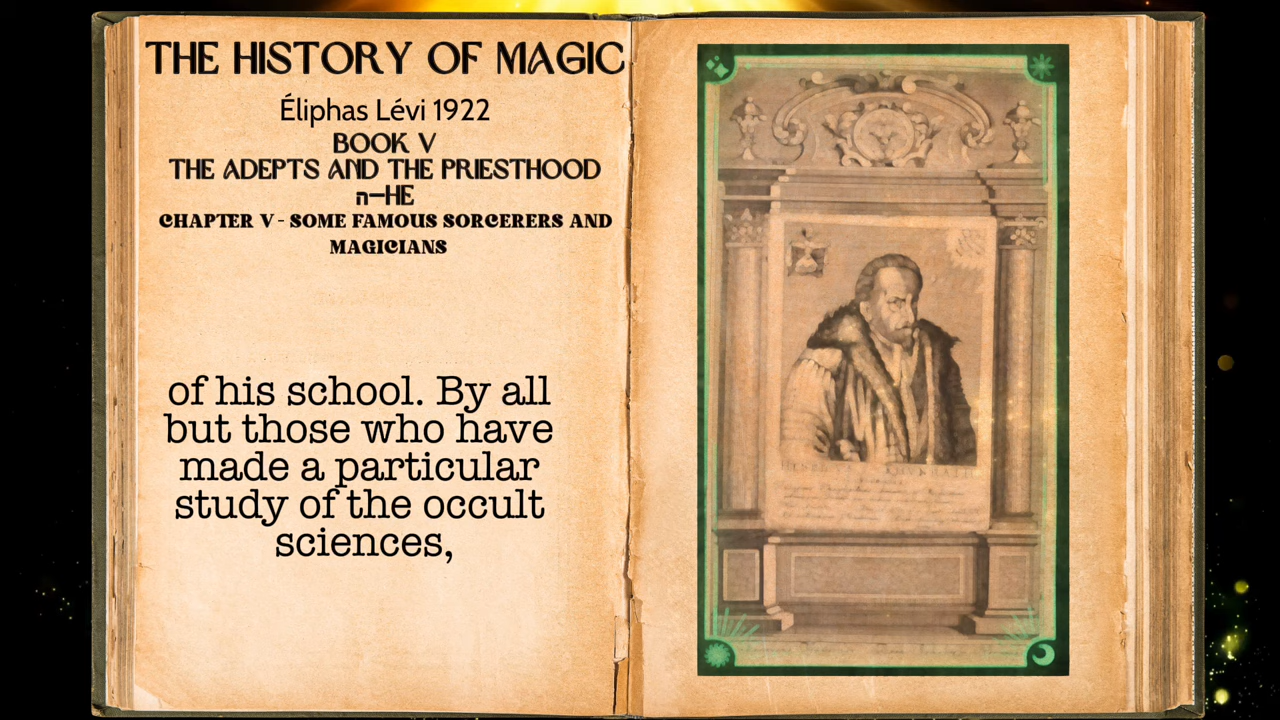 THE HISTORY OF MAGIC
Éliphas Lévi 1922
BOOK V
THE ADEPTS AND THE PRIESTHOOD
ה—HE
CHAPTER V - SOME FAMOUS SORCERERS AND
MAGICIANS
of his school. By all
but those who have
made a particular
study of the occult
sciences,